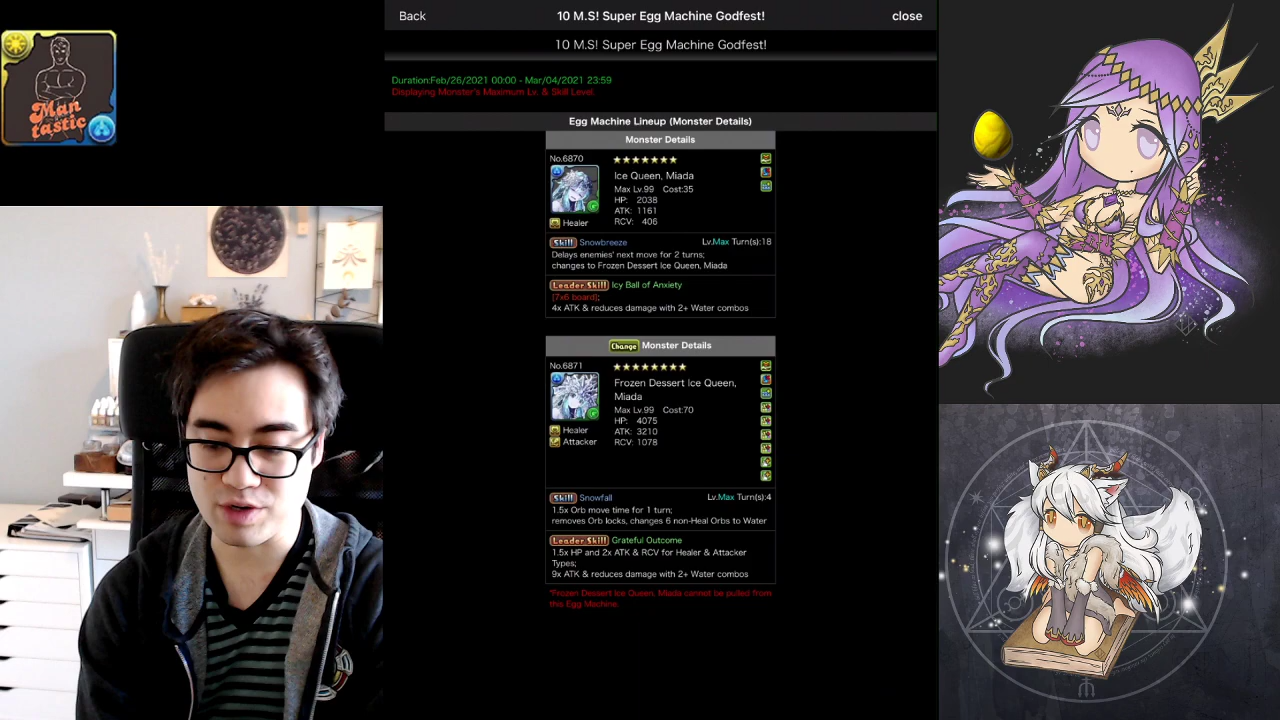 Back
10 M.S! Super Egg Machine Godfest!
close
10 M.S! Super Egg Machine Godfest!
Man
tastic
Duration:Feb/26/2021 00:00 - Mar/04/2021 23:59
Displaying Monster's Maximum Lv. & Skill Level.
Egg Machine Lineup (Monster Details)
Monster Details
No.6870
Ice Queen, Miada
Max Lv.99 Cost:35
HP: 2038
ATK: 1161
RCV: 406
Healer
Skill Snowbreeze Lv.Max Turn(s):18
Delays enemies' next move for 2 turns;
changes to Frozen Dessert Ice Queen, Miada
Leader Skill Icy Ball of Anxiety
[7x6 board];
4x ATK & reduces damage with 2+ Water combos
Change Monster Details
No.6871
Frozen Dessert Ice Queen,
Miada
Max Lv.99 Cost:70
HP: 4075
ATK: 3210
RCV: 1078
Healer
Attacker
Skill Snowfall Lv.Max Turn(s):4
1.5x Orb move time for 1 turn;
removes Orb locks, changes 6 non-Heal Orbs to Water
Leader Skill Grateful Outcome
1.5x HP and 2x ATK & RCV for Healer & Attacker
Types;
9x ATK & reduces damage with 2+ Water combos
*Frozen Dessert Ice Queen, Miada cannot be pulled from
this Egg Machine.